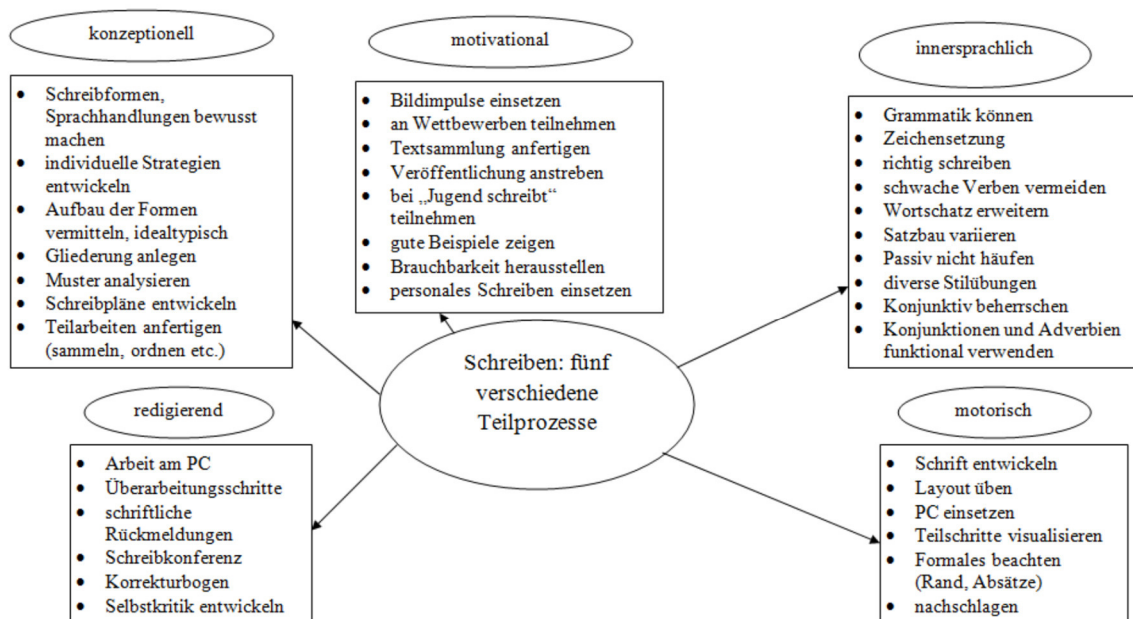 konzeptionell
• Schreibformen,
Sprachhandlungen bewusst
machen
• individuelle Strategien
entwickeln
• Aufbau der Formen
vermitteln, idealtypisch
• Gliederung anlegen
• Muster analysieren
• Schreibpläne entwickeln
• Teilarbeiten anfertigen
(sammeln, ordnen etc.)
motivational
• Bildimpulse einsetzen
• an Wettbewerben teilnehmen
• Textsammlung anfertigen
• Veröffentlichung anstreben
• bei „Jugend schreibt“
teilnehmen
• gute Beispiele zeigen
• Brauchbarkeit herausstellen
• personales Schreiben einsetzen
innersprachlich
• Grammatik können
• Zeichensetzung
• richtig schreiben
• schwache Verben vermeiden
• Wortschatz erweitern
• Satzbau variieren
• Passiv nicht häufen
• diverse Stilübungen
• Konjunktiv beherrschen
• Konjunktionen und Adverbien
funktional verwenden
Schreiben: fünf
verschiedene
Teilprozesse
redigierend
• Arbeit am PC
• Überarbeitungsschritte
• schriftliche
Rückmeldungen
• Schreibkonferenz
• Korrekturbogen
• Selbstkritik entwickeln
motorisch
• Schrift entwickeln
• Layout üben
• PC einsetzen
• Teilschritte visualisieren
• Formales beachten
(Rand, Absätze)
• nachschlagen